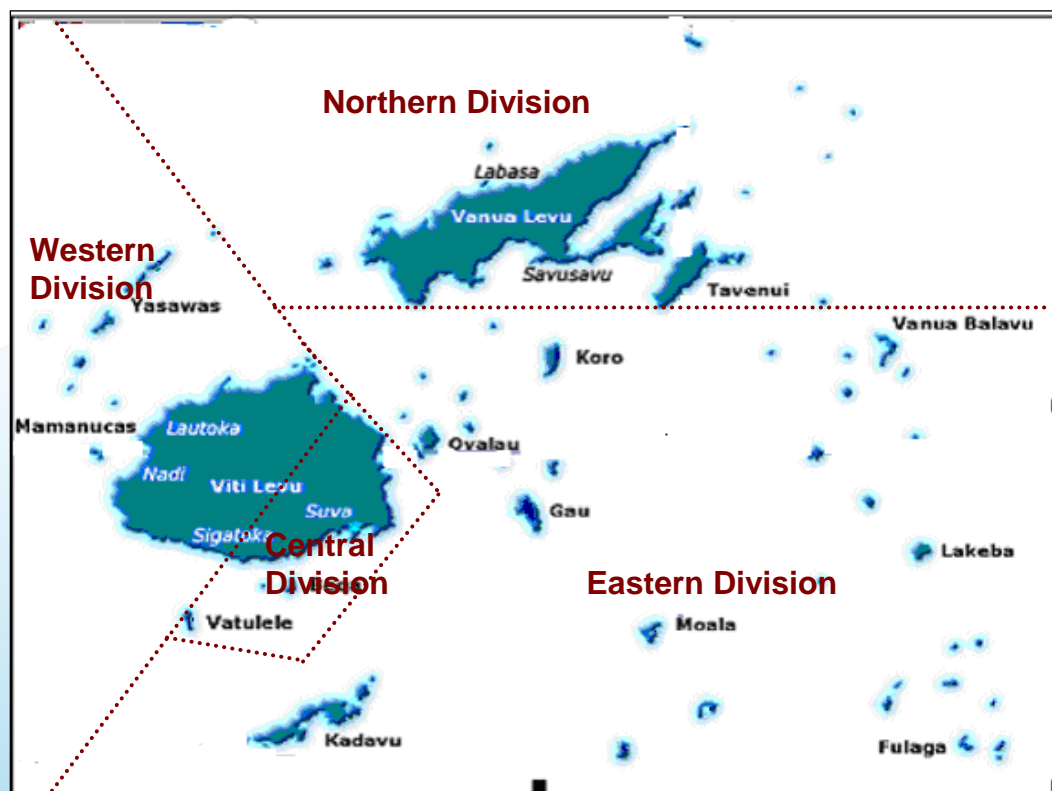 Northern Division
Labasa
Vanua Levu
Western
Division
Savusavu
Tavenui
Yasawas
Vanua Balavu
Koro
Mamanucas
Lautoka
Ovalau
Nadi
Viti Levu
Suva
Gau
Sigatoka
Central
Division
Lakeba
Eastern Division
Vatulele
Moala
Kadavu
Fulaga